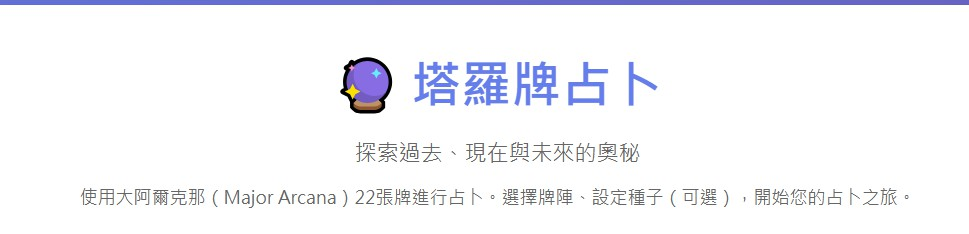 塔羅牌占卜
探索過去、現在與未來的奧秘
使用大阿爾克那（Major Arcana）22張牌進行占卜。選擇牌陣、設定種子（可選），開始您的占卜之旅。